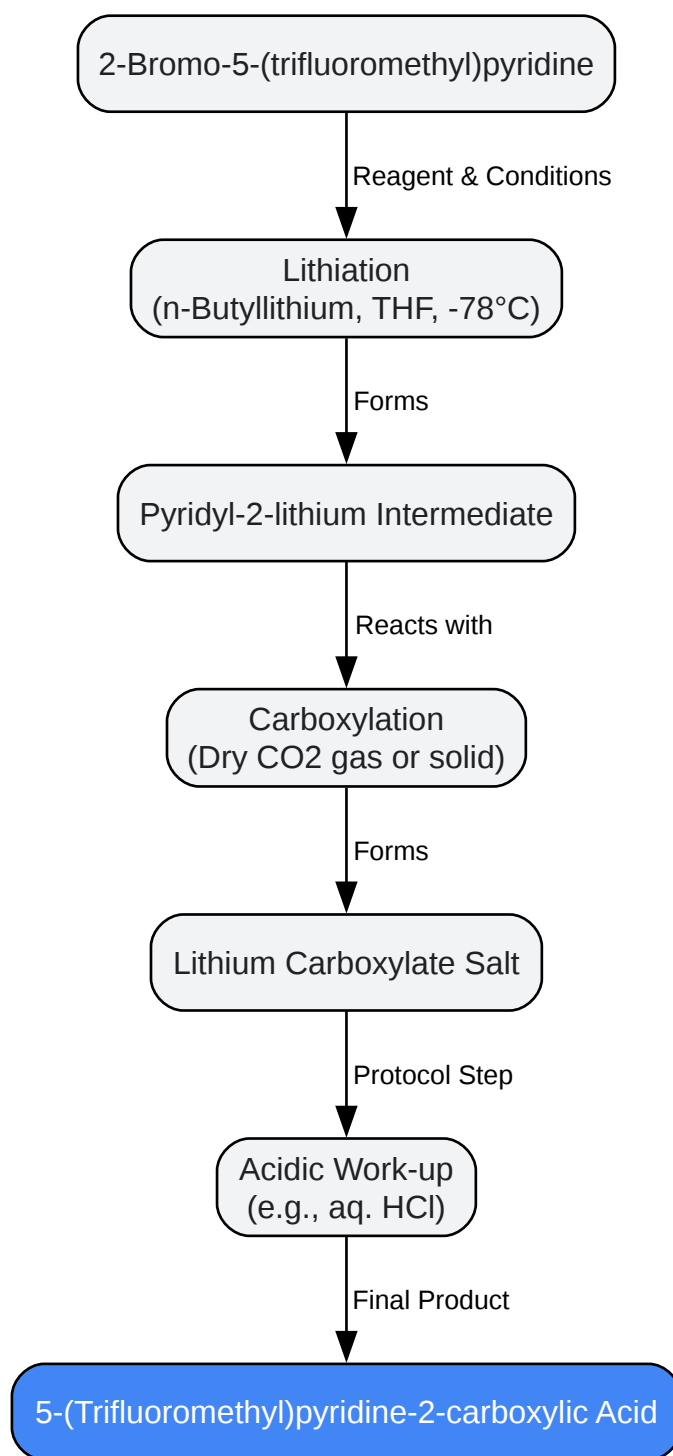 2-Bromo-5-(trifluoromethyl)pyridine
Reagent & Conditions
Lithiation
(n-Butyllithium, THF, -78°C)
Forms
Pyridyl-2-lithium Intermediate
Reacts with
Carboxylation
(Dry CO2 gas or solid)
Forms
Lithium Carboxylate Salt
Protocol Step
Acidic Work-up
(e.g., aq. HCl)
Final Product
5-(Trifluoromethyl)pyridine-2-carboxylic Acid